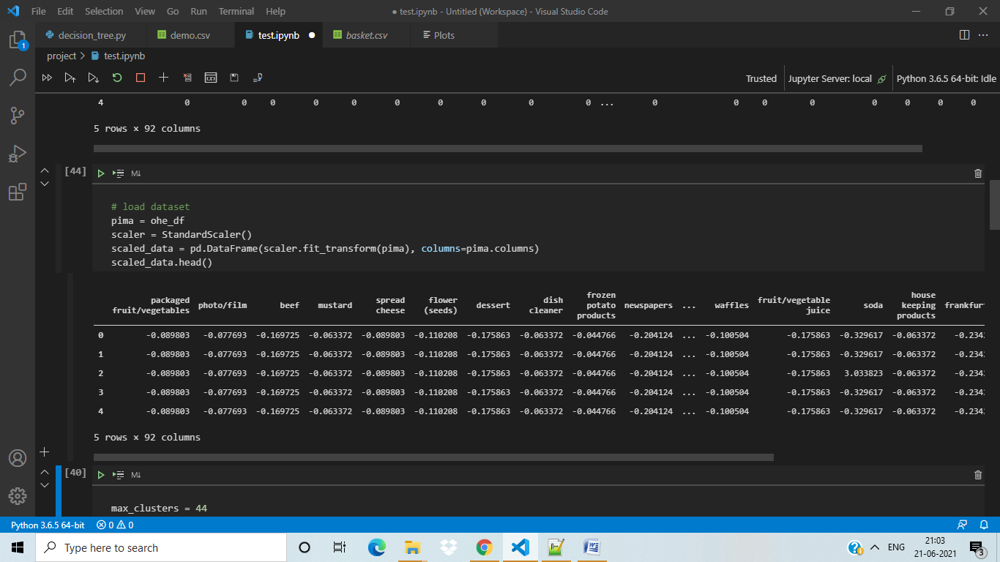 File Edit Selection View Go Run Terminal Help ● test.ipynb - Untitled (Workspace) - Visual Studio Code
decision_tree.py demo.csv test.ipynb basket.csv Plots
1
project > test.ipynb
Trusted Jupyter Server: local Python 3.6.5 64-bit: Idle
4 0 0 0 0 0 0 0 0 0 0 ... 0 0 0 0 0 0 0 0
5 rows × 92 columns
[44] M↓
# load dataset
pima = ohe_df
scaler = StandardScaler()
scaled_data = pd.DataFrame(scaler.fit_transform(pima), columns=pima.columns)
scaled_data.head()
packaged fruit/vegetables photo/film beef mustard spread cheese flower (seeds) dessert dish cleaner frozen potato products newspapers ... waffles fruit/vegetable juice soda house keeping products frankfur
0 -0.089803 -0.077693 -0.169725 -0.063372 -0.089803 -0.110208 -0.175863 -0.063372 -0.044766 -0.204124 ... -0.100504 -0.175863 -0.329617 -0.063372 -0.234
1 -0.089803 -0.077693 -0.169725 -0.063372 -0.089803 -0.110208 -0.175863 -0.063372 -0.044766 -0.204124 ... -0.100504 -0.175863 -0.329617 -0.063372 -0.234
2 -0.089803 -0.077693 -0.169725 -0.063372 -0.089803 -0.110208 -0.175863 -0.063372 -0.044766 -0.204124 ... -0.100504 -0.175863 3.033823 -0.063372 -0.234
3 -0.089803 -0.077693 -0.169725 -0.063372 -0.089803 -0.110208 -0.175863 -0.063372 -0.044766 -0.204124 ... -0.100504 -0.175863 -0.329617 -0.063372 -0.234
4 -0.089803 -0.077693 -0.169725 -0.063372 -0.089803 -0.110208 -0.175863 -0.063372 -0.044766 -0.204124 ... -0.100504 -0.175863 -0.329617 -0.063372 -0.234
5 rows × 92 columns
[40] M↓
max_clusters = 44
Python 3.6.5 64-bit 0 0
Type here to search ENG 21:03
21-06-2021 3